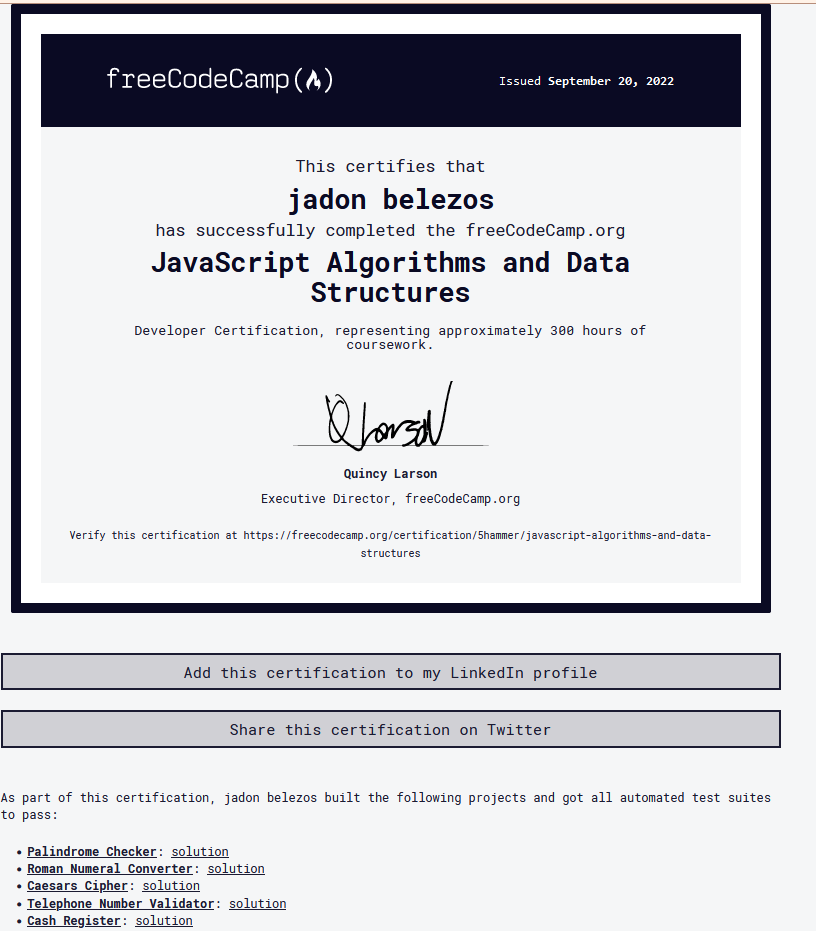 freeCodeCamp(🔥)
Issued September 20, 2022
This certifies that
jadon belezos
has successfully completed the freeCodeCamp.org
JavaScript Algorithms and Data
Structures
Developer Certification, representing approximately 300 hours of
coursework.
Q Larson
Quincy Larson
Executive Director, freeCodeCamp.org
Verify this certification at https://freecodecamp.org/certification/5hammer/javascript-algorithms-and-data-
structures
Add this certification to my LinkedIn profile
Share this certification on Twitter
As part of this certification, jadon belezos built the following projects and got all automated test suites
to pass:
• Palindrome Checker: solution
• Roman Numeral Converter: solution
• Caesars Cipher: solution
• Telephone Number Validator: solution
• Cash Register: solution